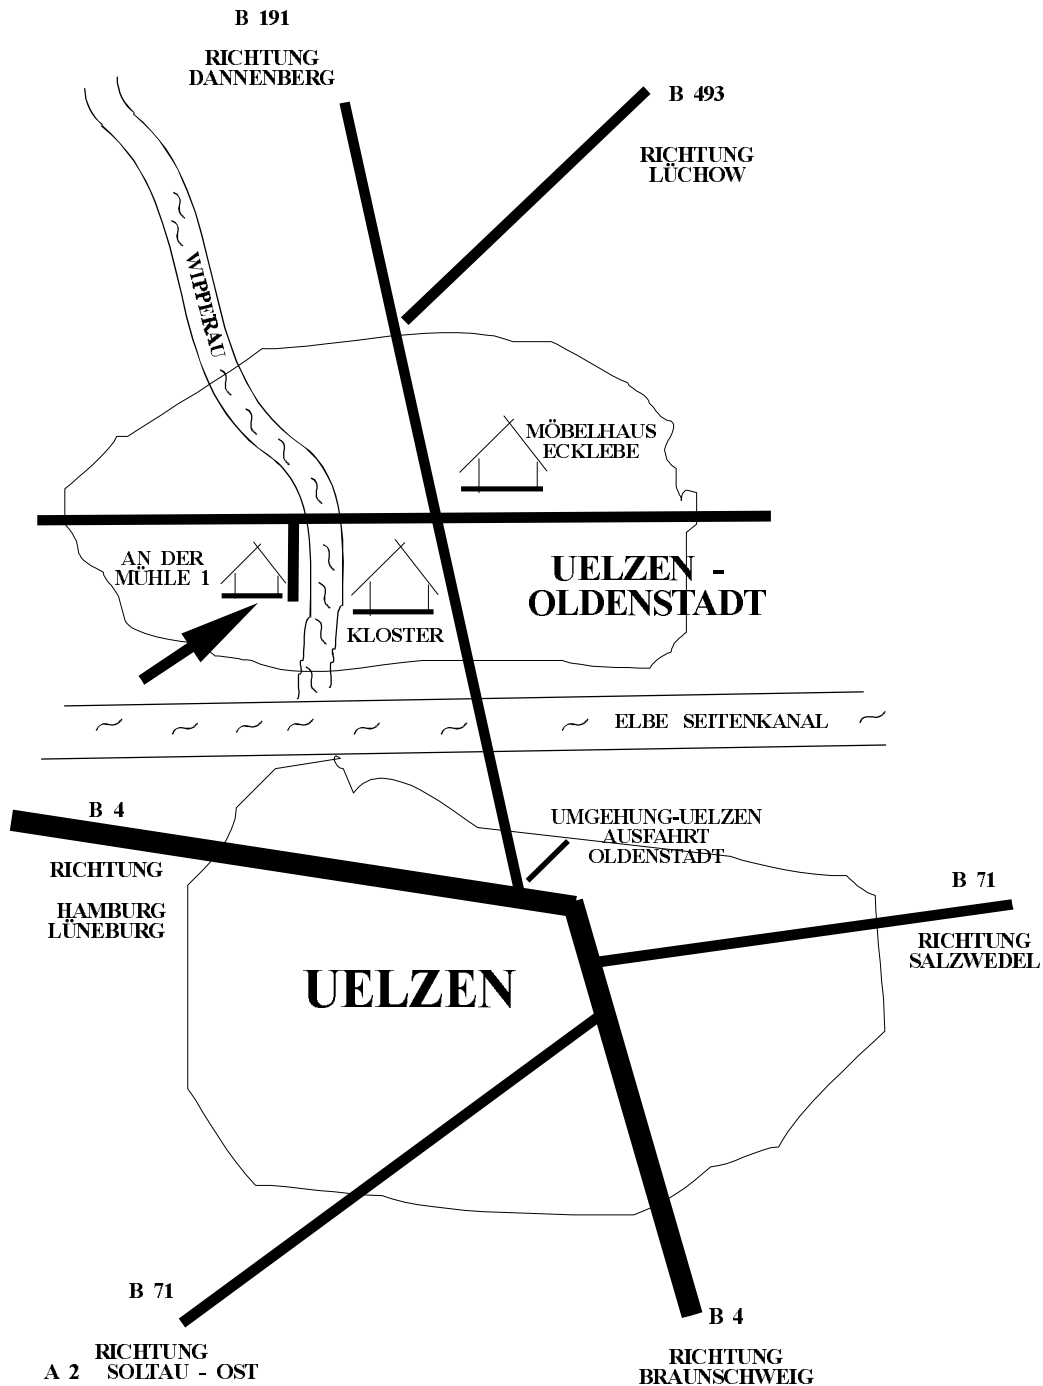 B 191
RICHTUNG
DANNENBERG
B 493
RICHTUNG
LÜCHOW
WIPPERAU
MÖBELHAUS
ECKLEBE
AN DER
MÜHLE 1
UELZEN -
OLDENSTADT
KLOSTER
ELBE SEITENKANAL
B 4
RICHTUNG
HAMBURG
LÜNEBURG
UMGEHUNG-UELZEN
AUSFAHRT
OLDENSTADT
B 71
RICHTUNG
SALZWEDEL
UELZEN
B 71
RICHTUNG
A 2 SOLTAU - OST
B 4
RICHTUNG
BRAUNSCHWEIG